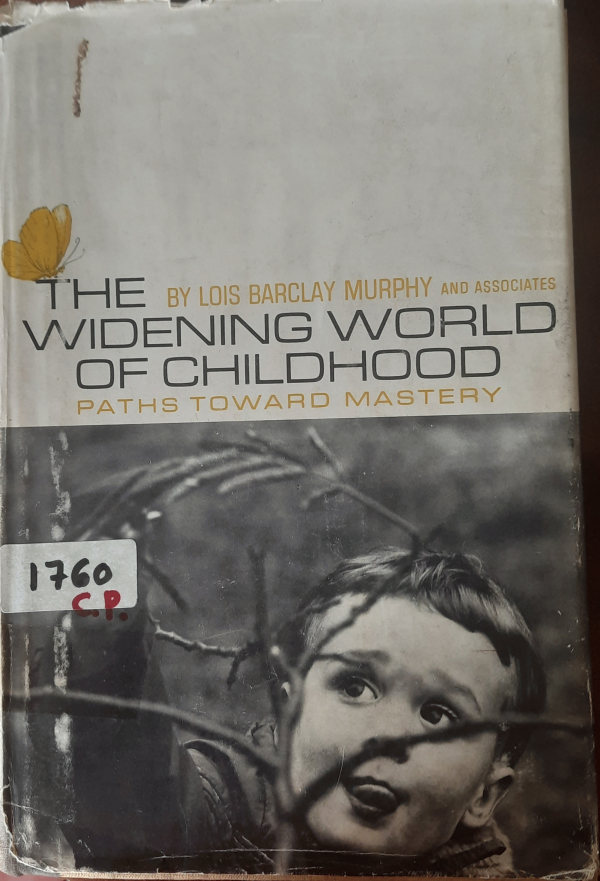 THE BY LOIS BARCLAY MURPHY AND ASSOCIATES
WIDENING WORLD
OF CHILDHOOD
PATHS TOWARD MASTERY
1760
C.P.